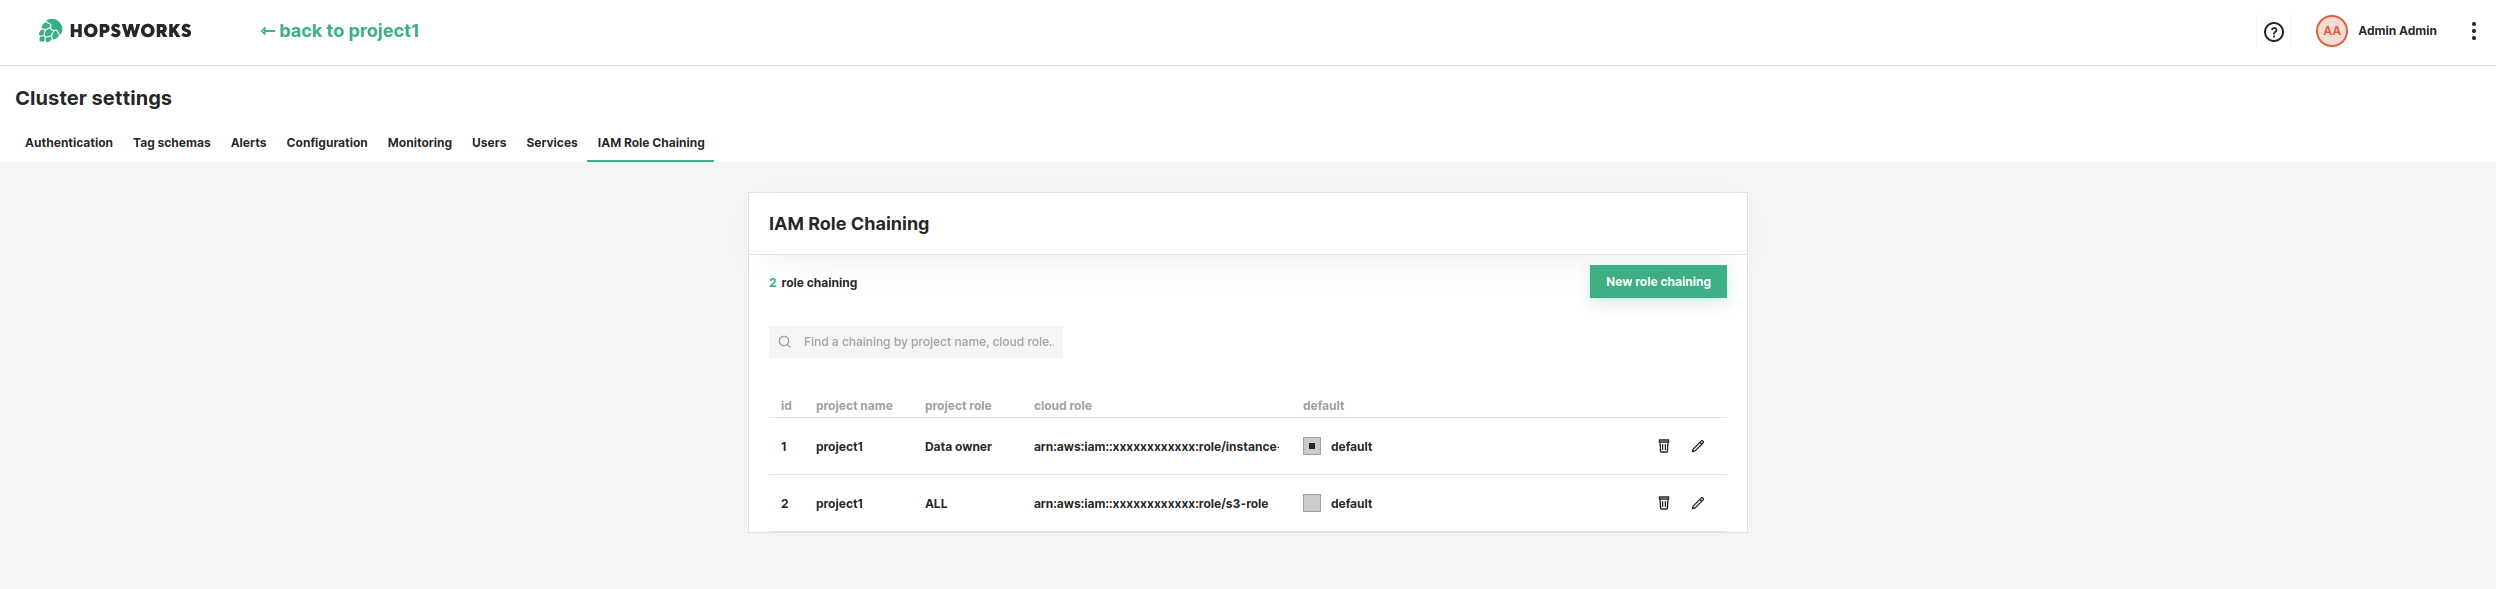 HOPSWORKS
← back to project1
?
AA
Admin Admin
Cluster settings
Authentication Tag schemas Alerts Configuration Monitoring Users Services IAM Role Chaining
IAM Role Chaining
2 role chaining
New role chaining
Find a chaining by project name, cloud role..
id project name project role cloud role default
1 project1 Data owner arn:aws:iam::xxxxxxxxxxxx:role/instance- default
2 project1 ALL arn:aws:iam::xxxxxxxxxxxx:role/s3-role default